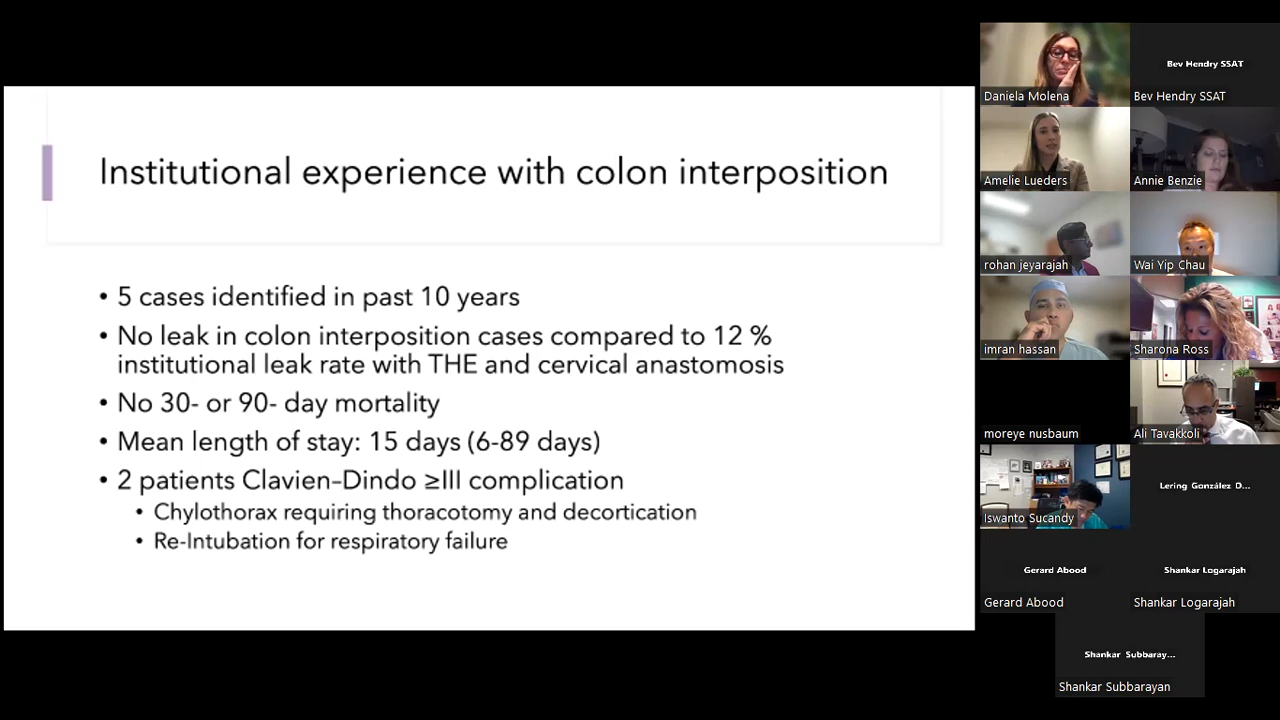 Institutional experience with colon interposition
• 5 cases identified in past 10 years
• No leak in colon interposition cases compared to 12 %
institutional leak rate with THE and cervical anastomosis
• No 30- or 90- day mortality
• Mean length of stay: 15 days (6-89 days)
• 2 patients Clavien–Dindo ≥III complication
• Chylothorax requiring thoracotomy and decortication
• Re-Intubation for respiratory failure
Daniela Molena
Bev Hendry SSAT
Bev Hendry SSAT
Amelie Lueders
Annie Benzie
rohan jeyarajah
Wai Yip Chau
imran hassan
Sharona Ross
moreye nusbaum
Ali Tavakkoli
Iswanto Sucandy
Lering González D...
Gerard Abood
Gerard Abood
Shankar Logarajah
Shankar Logarajah
Shankar Subbaray...
Shankar Subbarayan